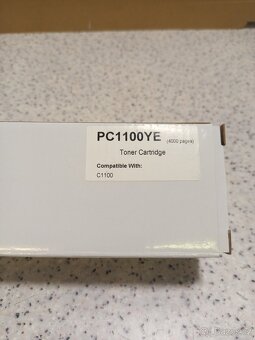 PC1100YE (4000 pages)
Toner Cartridge
Compatible With:
C1100